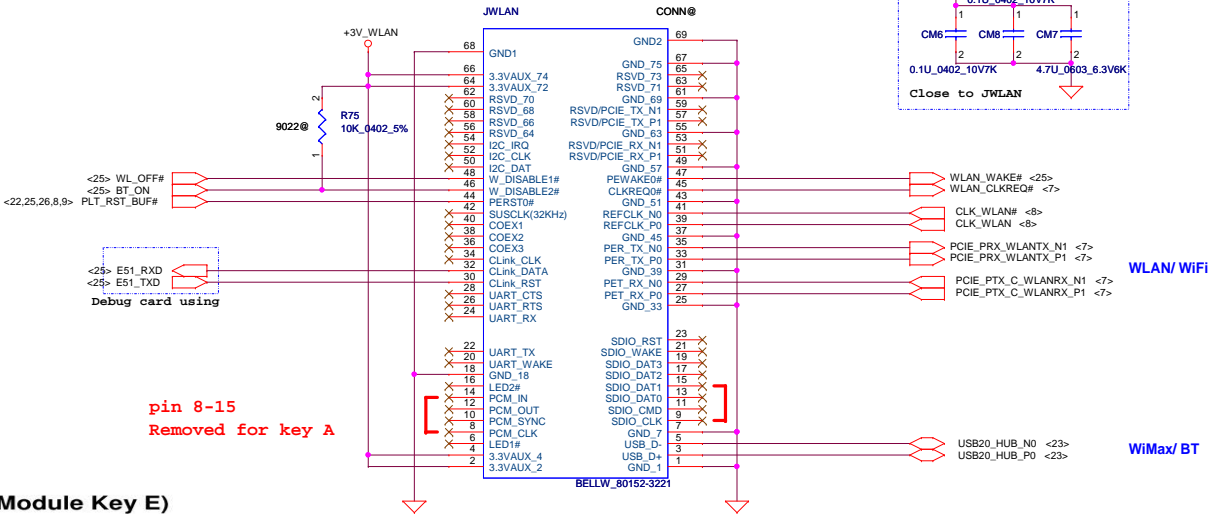 JWLAN CONN@
0.1U_0402_10V7K
1 1 1
CM6 CM8 CM7
2 2 2
0.1U_0402_10V7K 4.7U_0603_6.3V6K
Close to JWLAN
+3V_WLAN
2
9022@ R75
10K_0402_5%
1
68 GND1
66 3.3VAUX_74
64 3.3VAUX_72
62 RSVD_70
60 RSVD_68
58 RSVD_66
56 RSVD_64
54 I2C_IRQ
52 I2C_CLK
50 I2C_DAT
48 W_DISABLE1#
46 W_DISABLE2#
44 PERST0#
42 SUSCLK(32KHz)
40 COEX1
38 COEX2
36 COEX3
34 CLink_CLK
32 CLink_DATA
30 CLink_RST
28 UART_CTS
26 UART_RTS
24 UART_RX
22 UART_TX
20 UART_WAKE
18 GND_18
16 LED2#
14 PCM_IN
12 PCM_OUT
10 PCM_SYNC
8 PCM_CLK
6 LED1#
4 3.3VAUX_4
2 3.3VAUX_2
GND2 69
GND_75 67
RSVD_73 65
RSVD_71 63
GND_69 61
RSVD/PCIE_TX_N1 59
RSVD/PCIE_TX_P1 57
GND_63 55
RSVD/PCIE_RX_N1 53
RSVD/PCIE_RX_P1 51
GND_57 49
PEWAKE0# 47
CLKREQ0# 45
GND_51 43
REFCLK_N0 41
REFCLK_P0 39
GND_45 37
PER_TX_N0 35
PER_TX_P0 33
GND_39 31
PET_RX_N0 29
PET_RX_P0 27
GND_33 25
SDIO_RST 23
SDIO_WAKE 21
SDIO_DAT3 19
SDIO_DAT2 17
SDIO_DAT1 15
SDIO_DAT0 13
SDIO_CMD 11
SDIO_CLK 9
GND_7 7
USB_D- 5
USB_D+ 3
GND_1 1
BELLW_80152-3221
<25> WL_OFF#
<25> BT_ON
<22,25,26,8,9> PLT_RST_BUF#
<25> E51_RXD
<25> E51_TXD
Debug card using
WLAN_WAKE# <25>
WLAN_CLKREQ# <7>
CLK_WLAN# <8>
CLK_WLAN <8>
PCIE_PRX_WLANTX_N1 <7>
PCIE_PRX_WLANTX_P1 <7>
PCIE_PTX_C_WLANRX_N1 <7>
PCIE_PTX_C_WLANRX_P1 <7>
WLAN/ WiFi
USB20_HUB_N0 <23>
USB20_HUB_P0 <23>
WiMax/ BT
pin 8-15
Removed for key A
Module Key E)